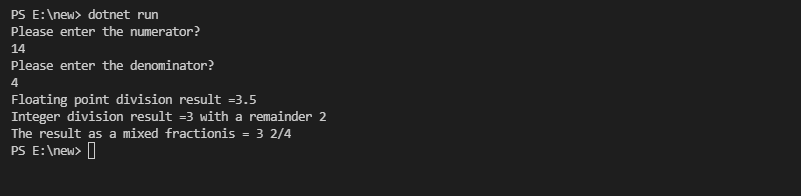 PS E:\new> dotnet run
Please enter the numerator?
14
Please enter the denominator?
4
Floating point division result =3.5
Integer division result =3 with a remainder 2
The result as a mixed fractionis = 3 2/4
PS E:\new>